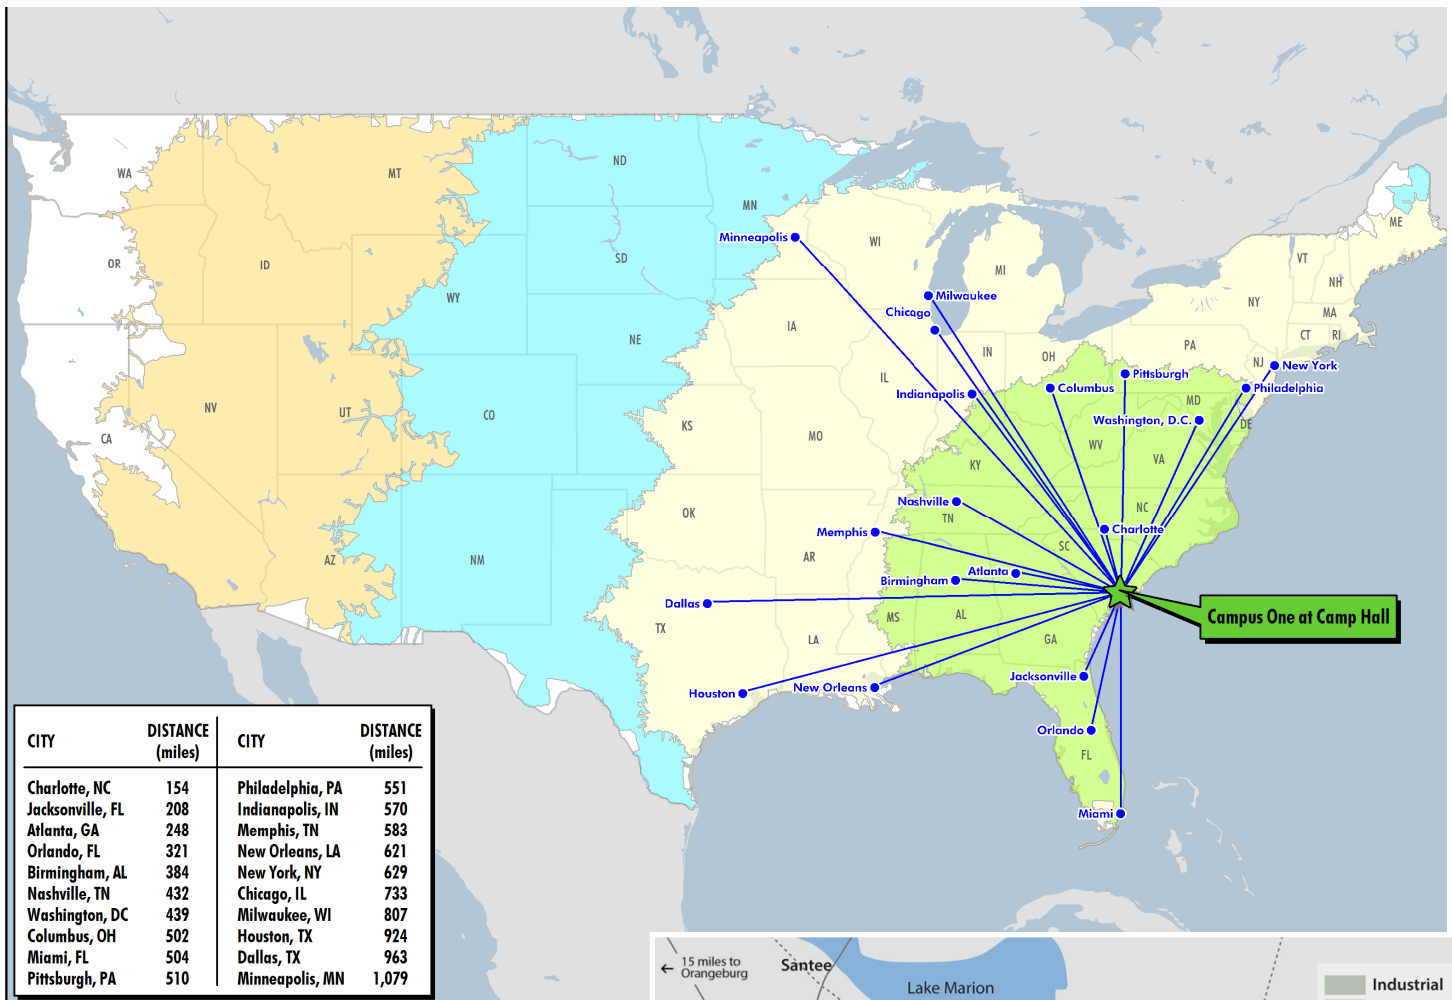 WA
MT
ND
MN
ME
OR
ID
SD
WI
VT
NH
Minneapolis
MI
WY
NY
MA
Milwaukee
Chicago
IA
NE
CT
RI
PA
IN
OH
NJ
New York
IL
Pittsburgh
Columbus
Philadelphia
Indianapolis
MD
NV
UT
CO
KS
Washington, D.C.
DE
CA
MO
WV
VA
KY
Nashville
NC
OK
TN
Charlotte
Memphis
SC
AZ
NM
AR
Atlanta
Birmingham
Dallas
MS
AL
Campus One at Camp Hall
TX
LA
GA
Jacksonville
Houston
New Orleans
Orlando
FL
Miami
CITY DISTANCE (miles) CITY DISTANCE (miles)
Charlotte, NC 154 Philadelphia, PA 551
Jacksonville, FL 208 Indianapolis, IN 570
Atlanta, GA 248 Memphis, TN 583
Orlando, FL 321 New Orleans, LA 621
Birmingham, AL 384 New York, NY 629
Nashville, TN 432 Chicago, IL 733
Washington, DC 439 Milwaukee, WI 807
Columbus, OH 502 Houston, TX 924
Miami, FL 504 Dallas, TX 963
Pittsburgh, PA 510 Minneapolis, MN 1,079
15 miles to
Orangeburg
Santee
Lake Marion
Industrial